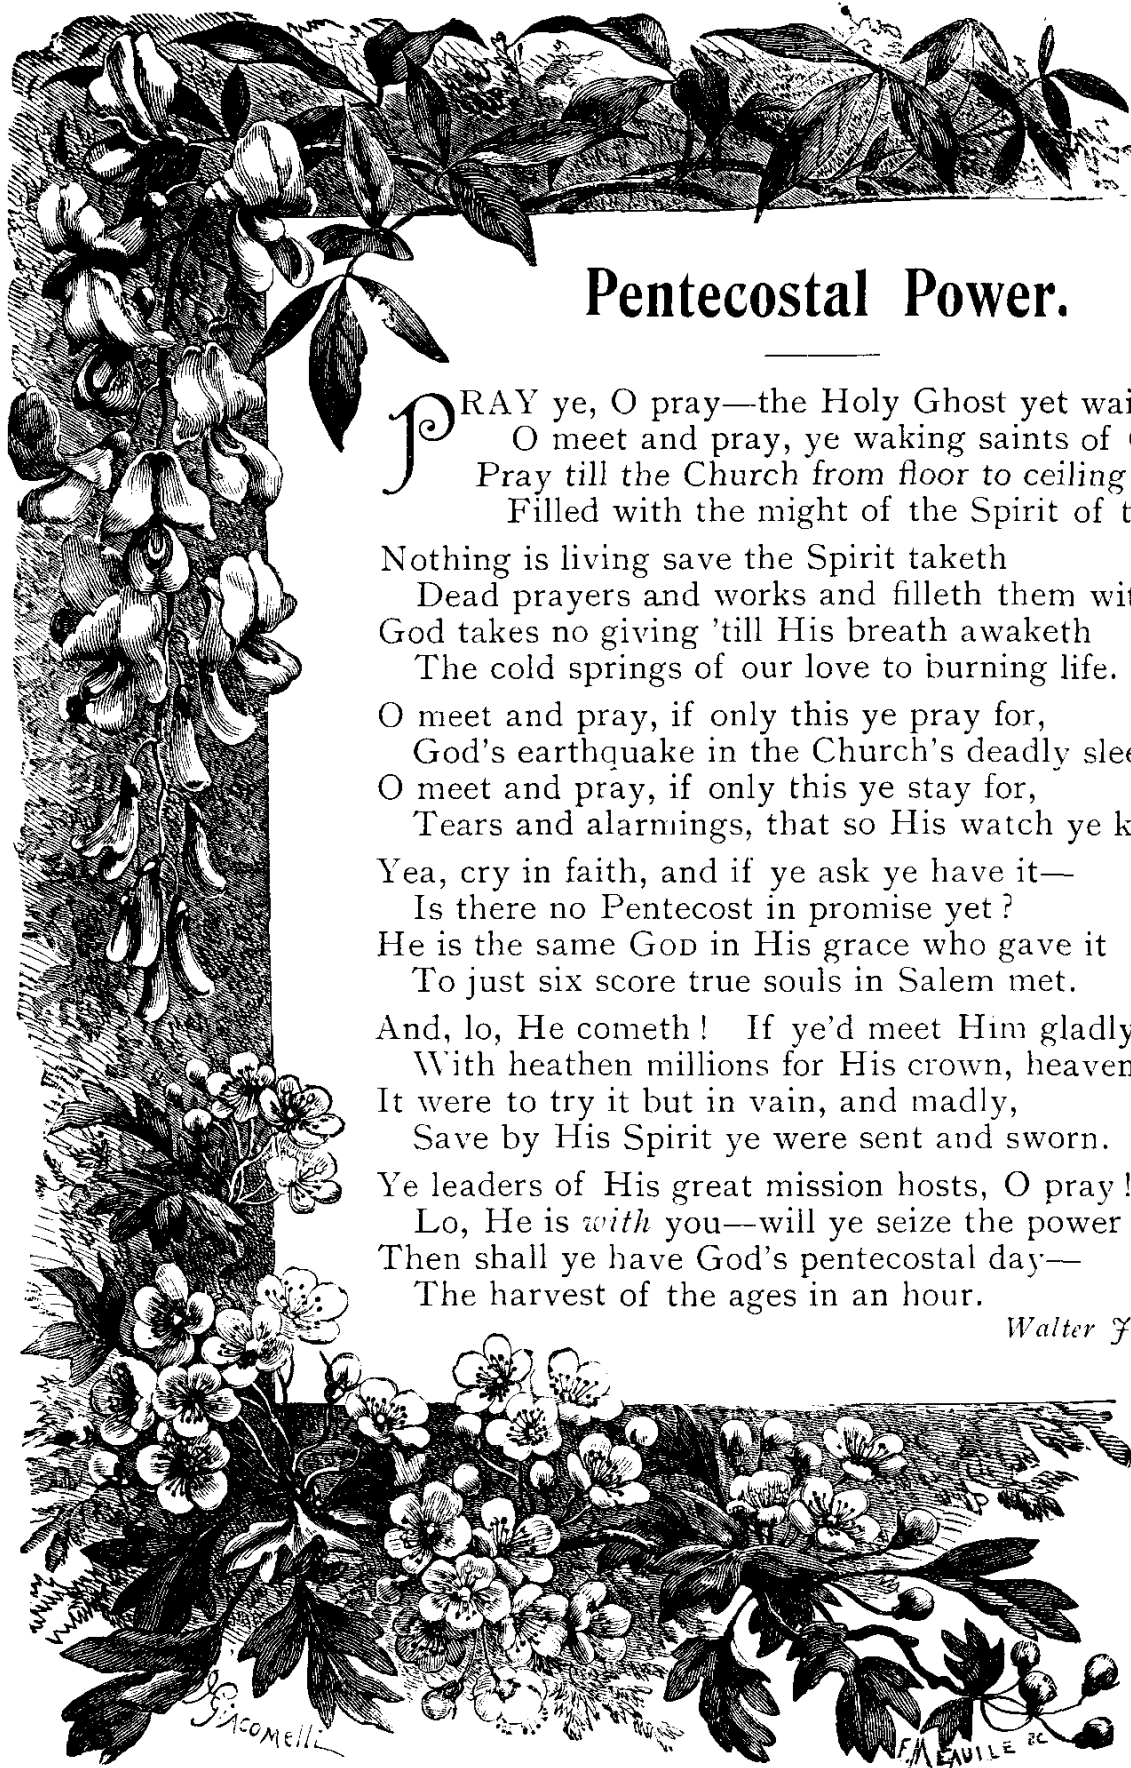 Pentecostal Power.
PRAY ye, O pray—the Holy Ghost yet
O meet and pray, ye waking saints of
Pray till the Church from floor to ceiling
Filled with the might of the Spirit of
Nothing is living save the Spirit taketh
Dead prayers and works and filleth them
God takes no giving 'till His breath awaketh
The cold springs of our love to burning life.
O meet and pray, if only this ye pray for,
God's earthquake in the Church's deadly
O meet and pray, if only this ye stay for,
Tears and alarmings, that so His watch ye
Yea, cry in faith, and if ye ask ye have it—
Is there no Pentecost in promise yet?
He is the same GOD in His grace who gave it
To just six score true souls in Salem met.
And, lo, He cometh! If ye'd meet Him gladly
With heathen millions for His crown,
It were to try it but in vain, and madly,
Save by His Spirit ye were sent and sworn.
Ye leaders of His great mission hosts, O pray!
Lo, He is with you—will ye seize the power
Then shall ye have God's pentecostal day—
The harvest of the ages in an hour.
Walter
Giacomelli